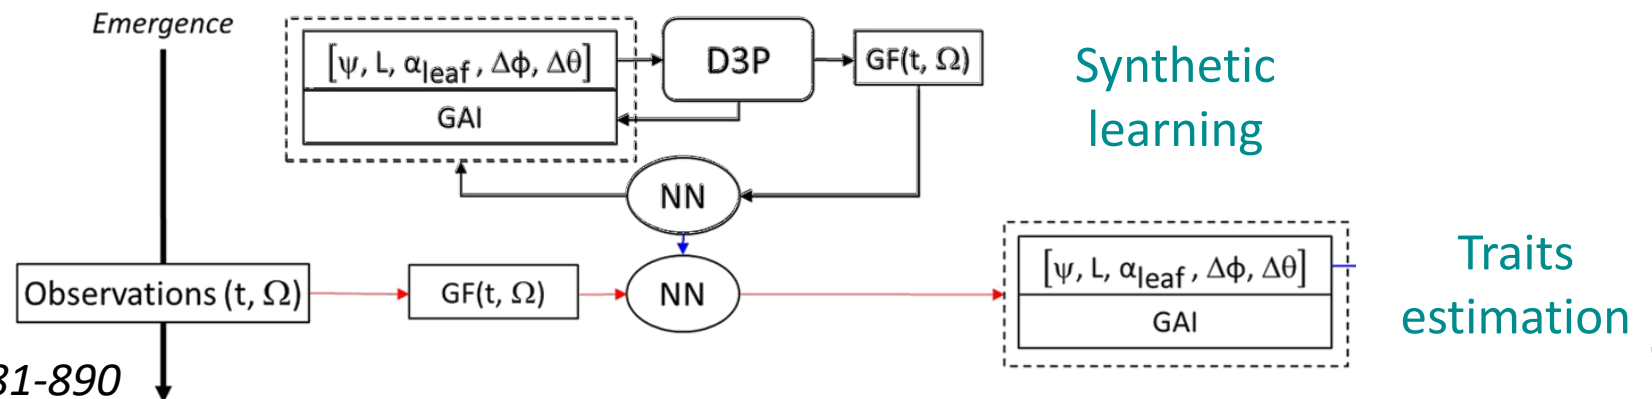 Emergence
[ψ, L, αleaf, Δϕ, Δθ]
GAI
D3P
GF(t, Ω)
Synthetic
learning
NN
Observations (t, Ω)
GF(t, Ω)
NN
[ψ, L, αleaf, Δϕ, Δθ]
GAI
Traits
estimation
81-890